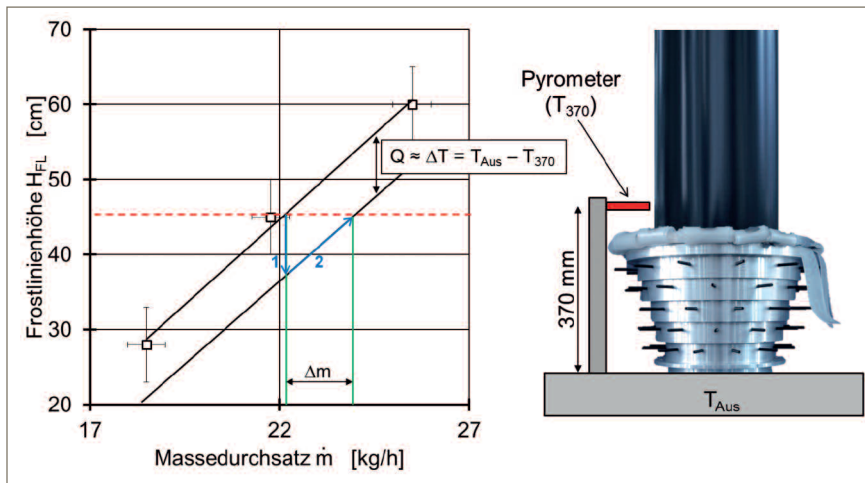 70
60
50
40
30
20
Frostlinienhöhe H_FL [cm]
Q ≈ ΔT = T_Aus – T_370
1
2
Δm
17
22
27
Massedurchsatz ṁ [kg/h]
Pyrometer
(T_370)
370 mm
T_Aus